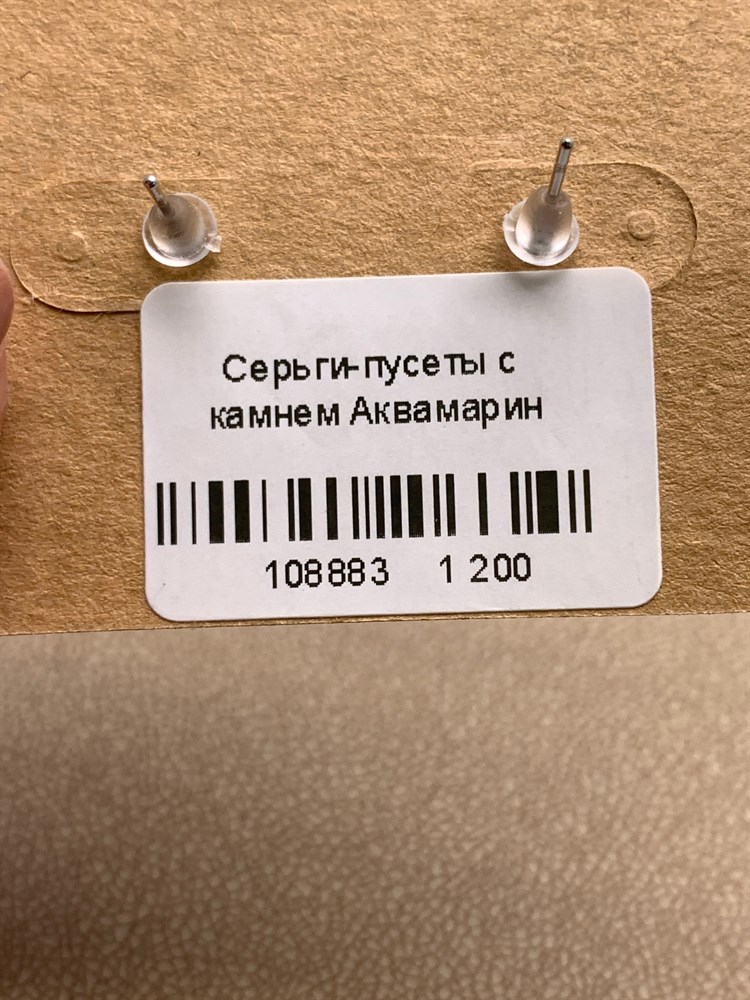 Серьги-пусеты с
камнем Аквамарин
108883 1 200